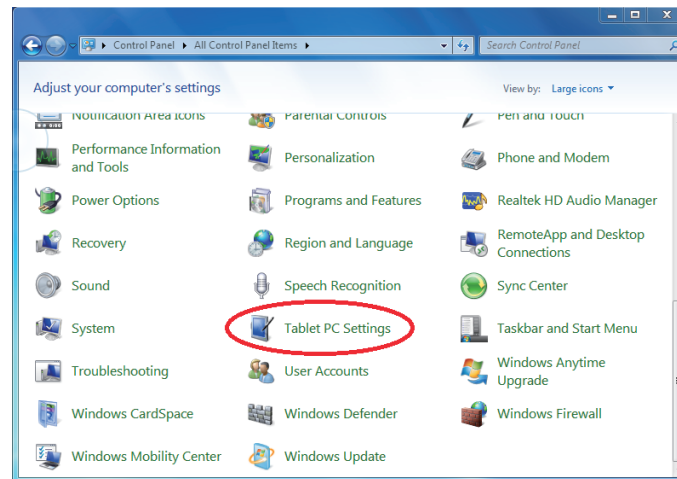 Control Panel ▸ All Control Panel Items ▸
Search Control Panel
Adjust your computer's settings
View by: Large icons
Notification Area Icons
Parental Controls
Pen and Touch
Performance Information
and Tools
Personalization
Phone and Modem
Power Options
Programs and Features
Realtek HD Audio Manager
Recovery
Region and Language
RemoteApp and Desktop
Connections
Sound
Speech Recognition
Sync Center
System
Tablet PC Settings
Taskbar and Start Menu
Troubleshooting
User Accounts
Windows Anytime
Upgrade
Windows CardSpace
Windows Defender
Windows Firewall
Windows Mobility Center
Windows Update